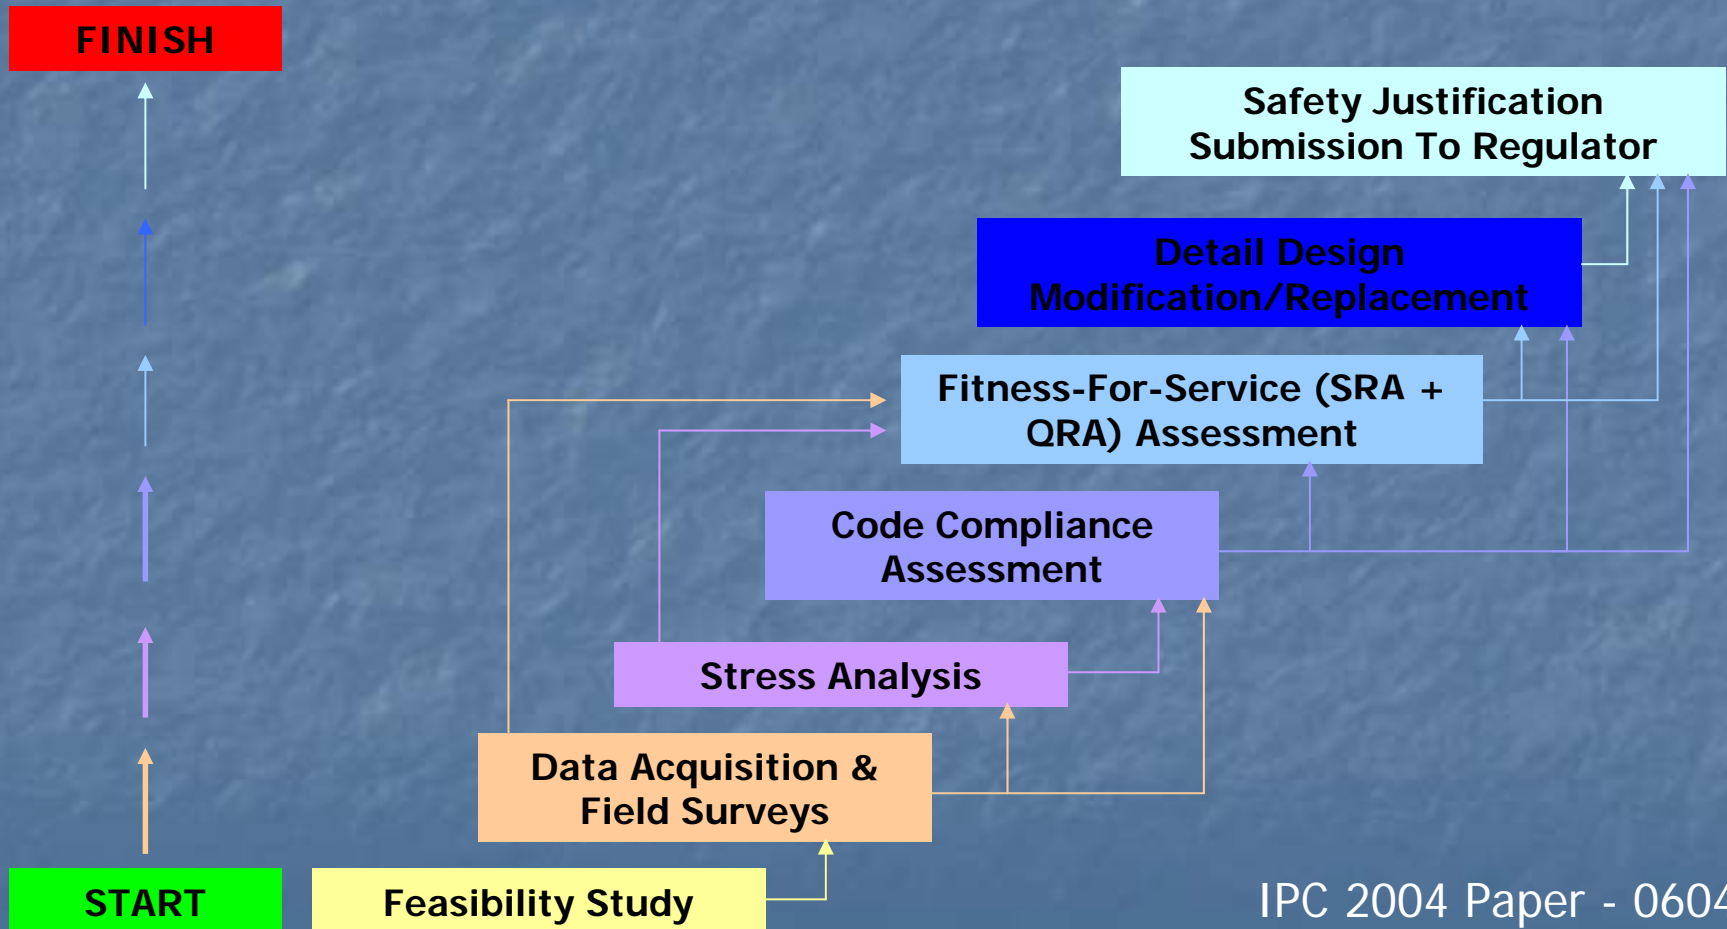 FINISH
Safety Justification
Submission To Regulator
Detail Design
Modification/Replacement
Fitness-For-Service (SRA +
QRA) Assessment
Code Compliance
Assessment
Stress Analysis
Data Acquisition &
Field Surveys
START
Feasibility Study
IPC 2004 Paper - 0604